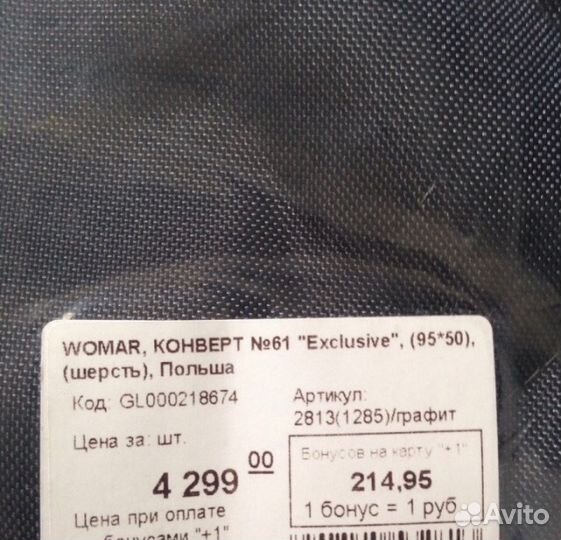 WOMAR, КОНВЕРТ №61 "Exclusive", (95*50),
(шерсть), Польша
Код: GL000218674
Артикул:
2813(1285)/графит
Цена за: шт.
4 299 00
Бонусов на карту "+1"
214,95
1 бонус = 1 руб
Цена при оплате
бонусами "+1"
Avito